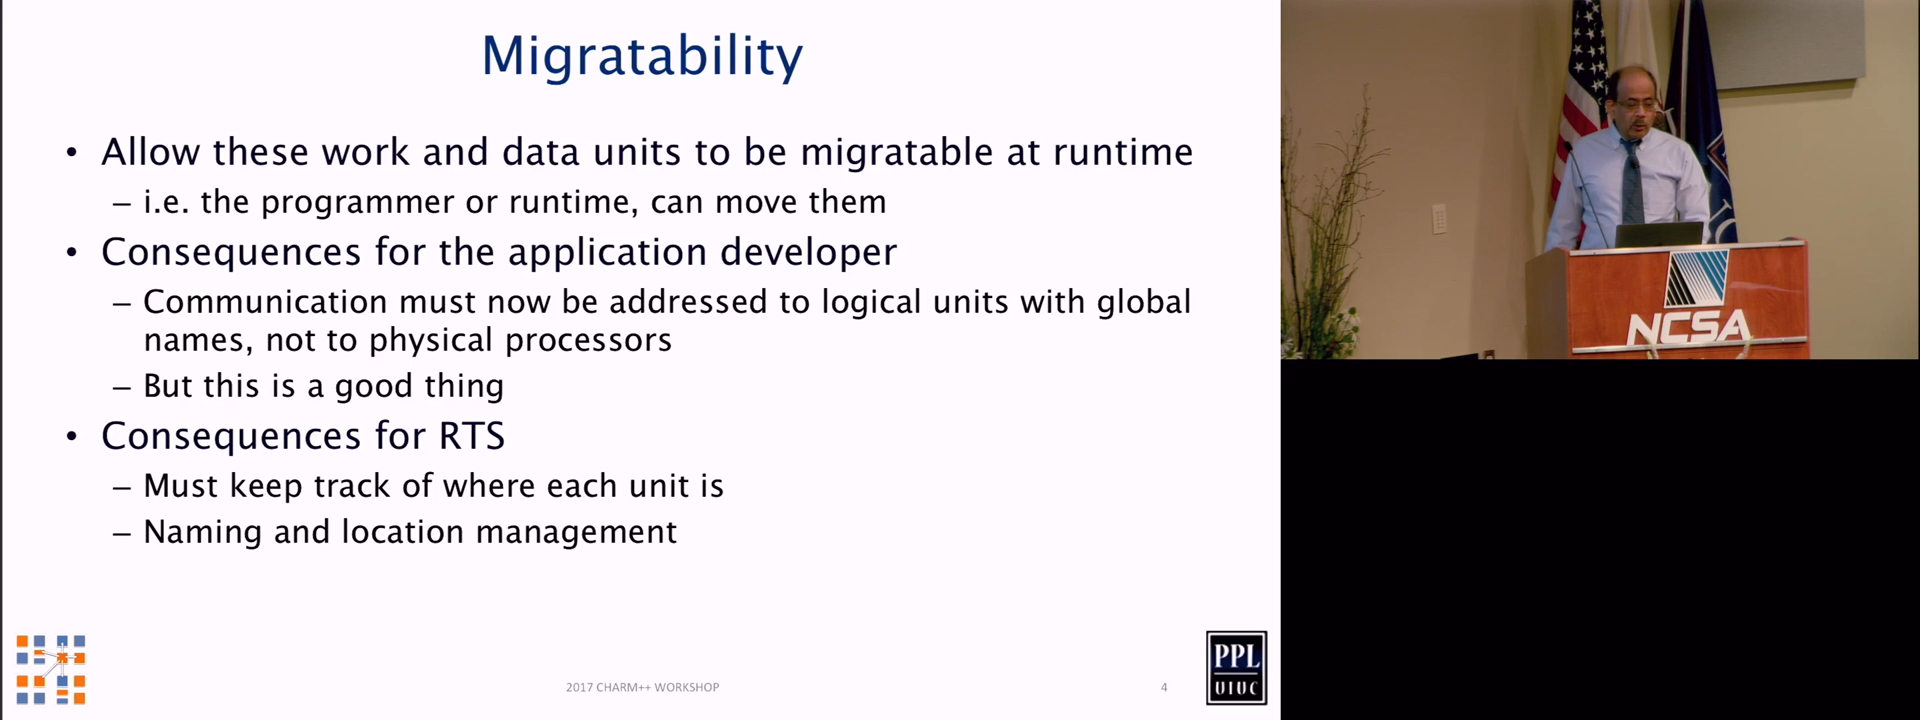 Migratability
• Allow these work and data units to be migratable at runtime
– i.e. the programmer or runtime, can move them
• Consequences for the application developer
– Communication must now be addressed to logical units with global
names, not to physical processors
– But this is a good thing
• Consequences for RTS
– Must keep track of where each unit is
– Naming and location management
2017 CHARM++ WORKSHOP
4
PPL
UIUC
NCSA